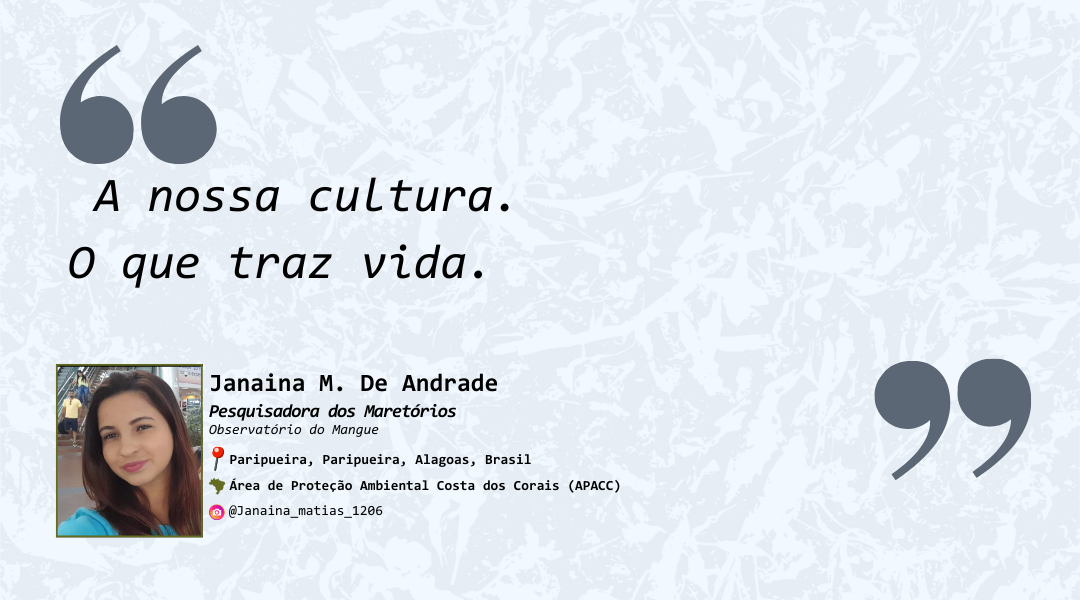 “
A nossa cultura.
O que traz vida.
”
Janaina M. De Andrade
Pesquisadora dos Maretórios
Observatório do Mangue
Paripueira, Paripueira, Alagoas, Brasil
Área de Proteção Ambiental Costa dos Corais (APACC)
@Janaina_matias_1206